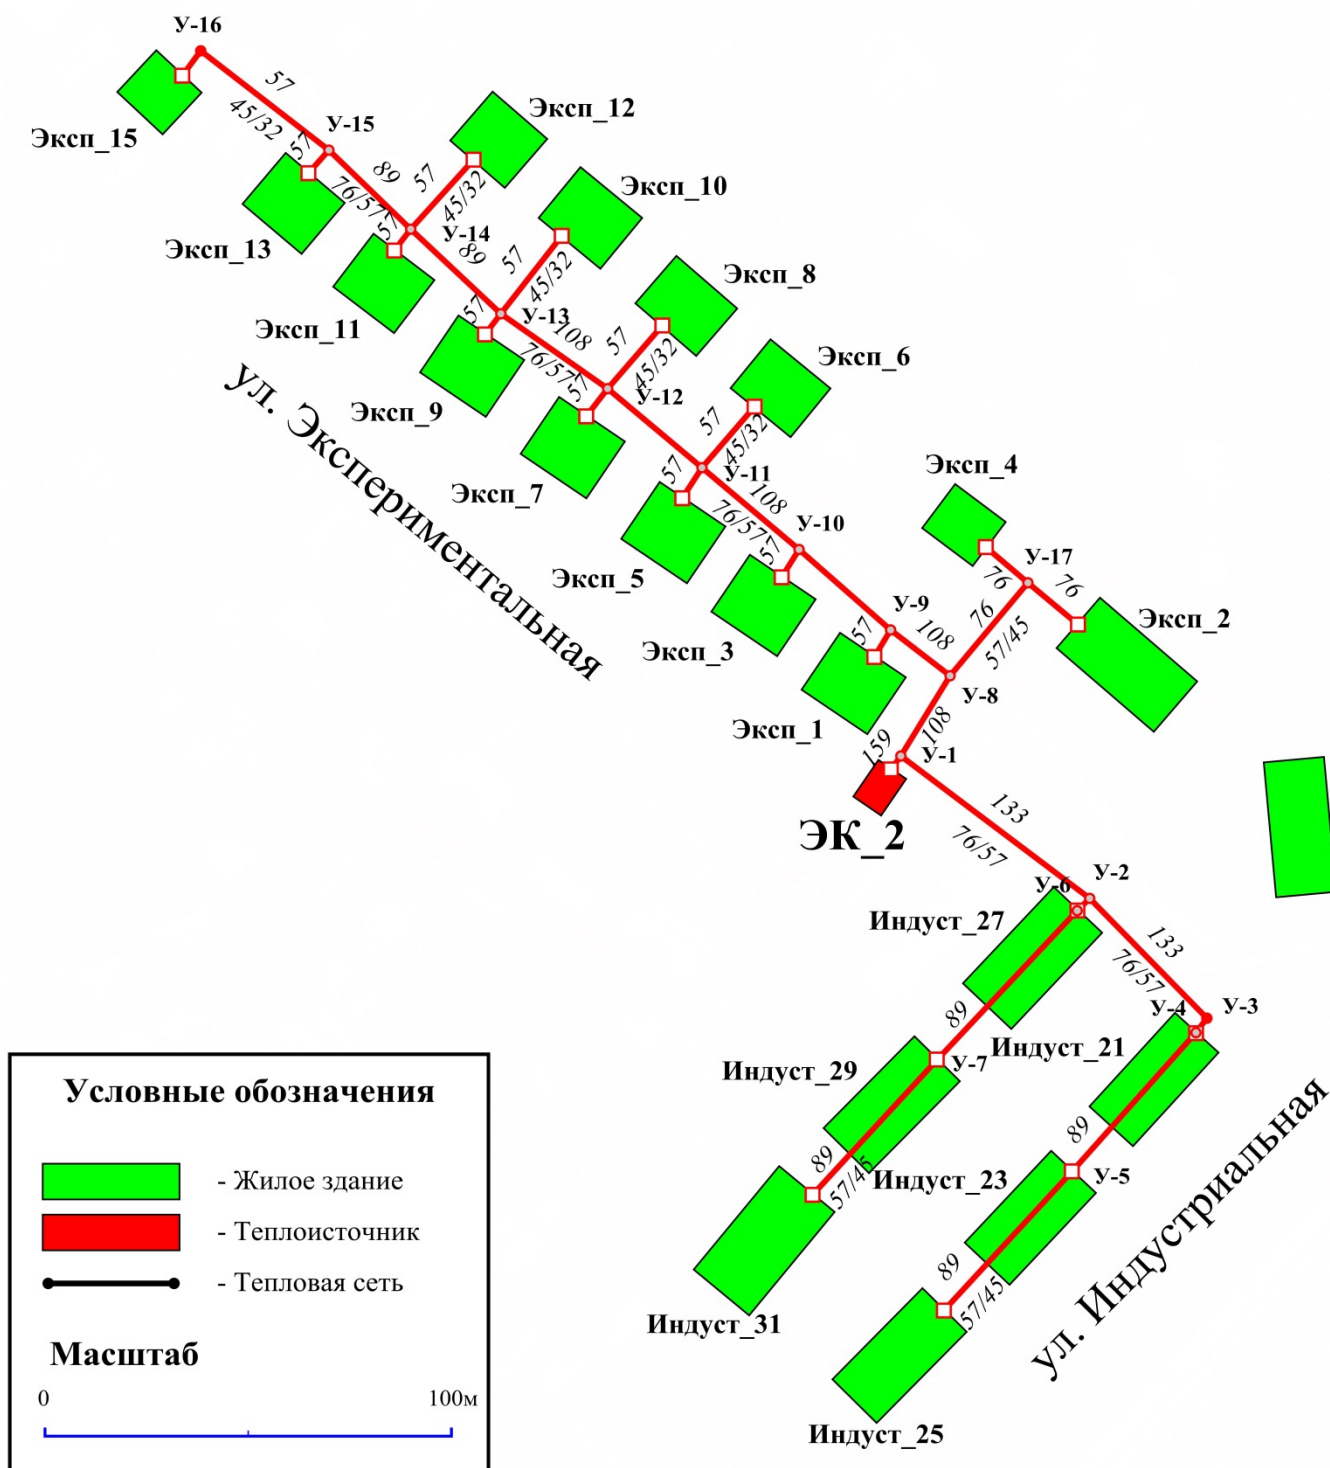 У-16
57
45/32
Эксп_15
У-15
57
89
76/57
Эксп_13
57
45/32
Эксп_12
У-14
57
Эксп_11
89
57
45/32
Эксп_10
У-13
57
Эксп_9
108
76/57
57
45/32
Эксп_8
У-12
57
Эксп_7
57
45/32
Эксп_6
У-11
57
Эксп_5
108
76/57
У-10
57
Эксп_3
Эксп_4
У-17
76
76
Эксп_2
76
57/45
У-9
57
108
Эксп_1
У-8
108
159
У-1
ЭК_2
ул. Экспериментальная
133
76/57
У-2
У-6
Индуст_27
133
76/57
У-3
У-4
89
Индуст_21
Индуст_29
У-7
89
57/45
Индуст_23
89
У-5
Индуст_31
89
57/45
Индуст_25
ул. Индустриальная
Условные обозначения
- Жилое здание
- Теплоисточник
- Тепловая сеть
Масштаб
0
100м